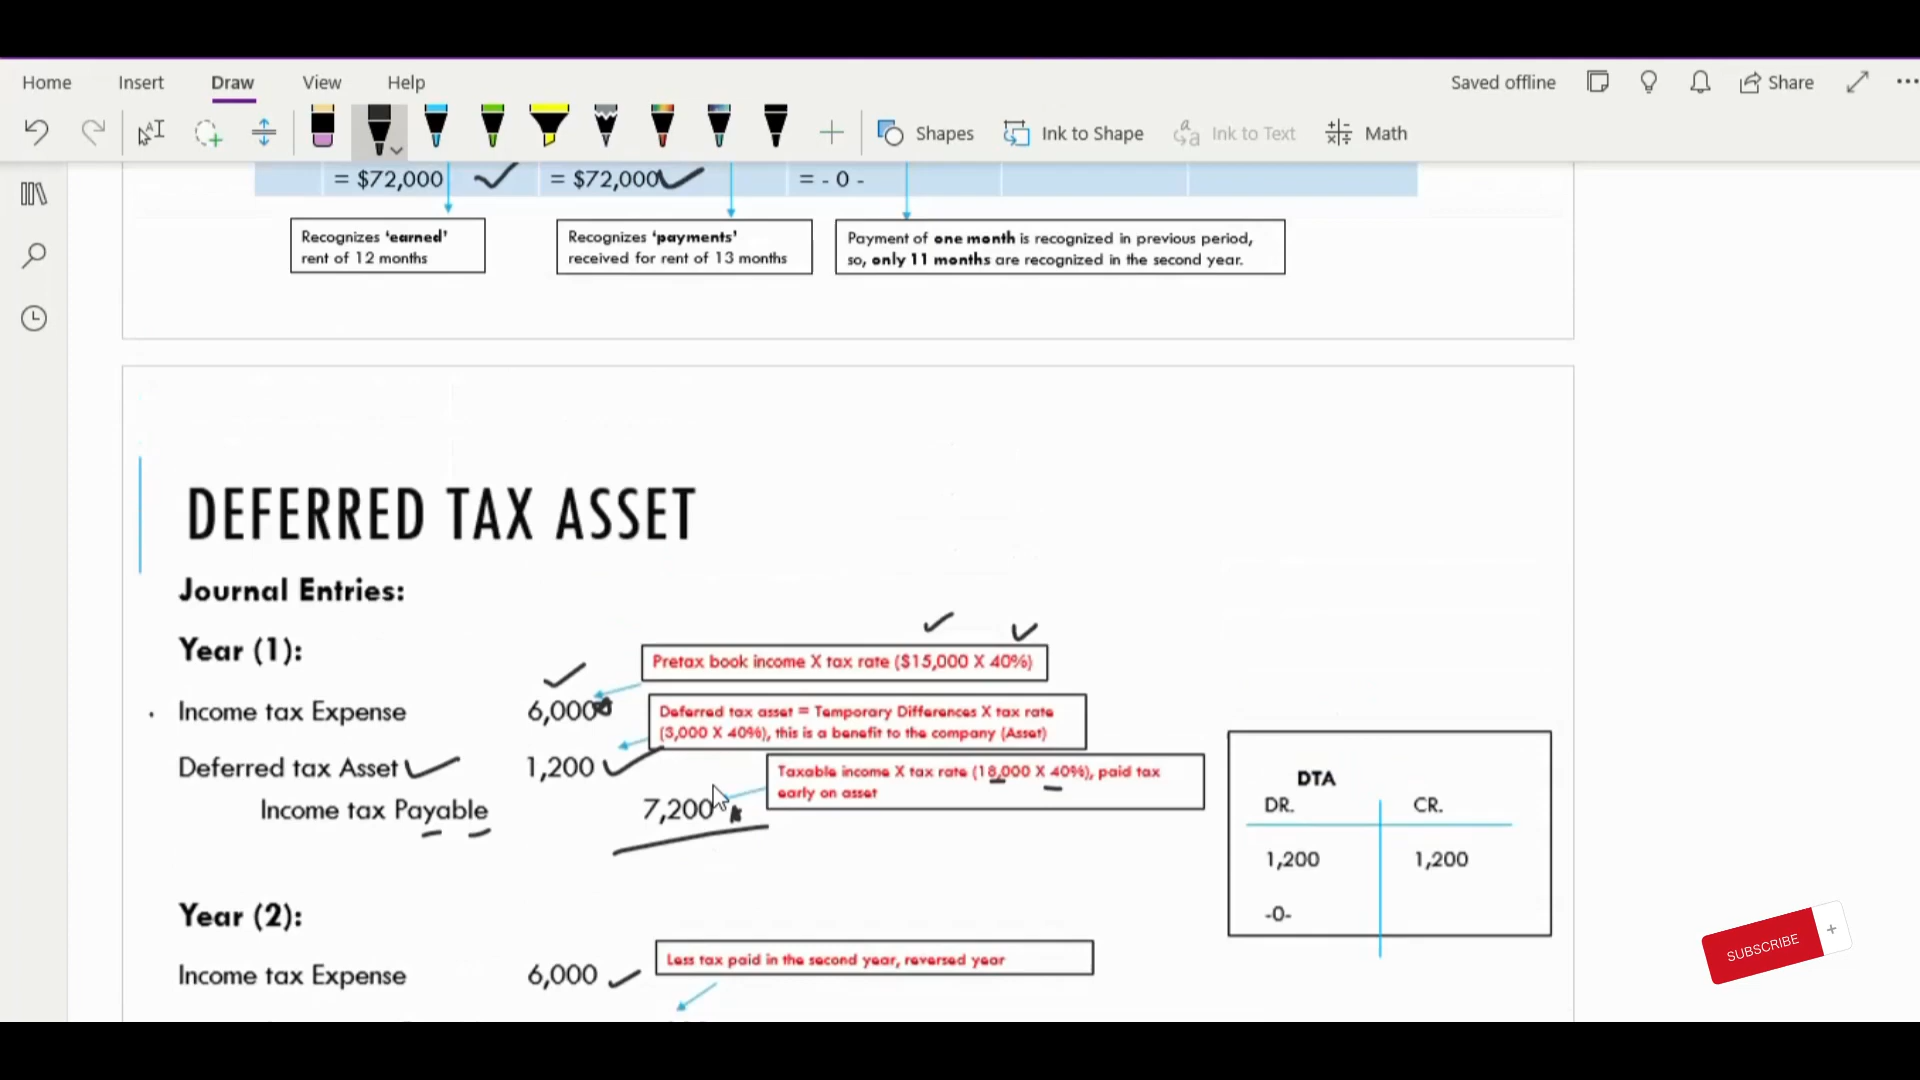 Home Insert Draw View Help Saved offline Share
Shapes Ink to Shape Ink to Text Math
= $72,000 = $72,000 = - 0 -
Recognizes ‘earned’
rent of 12 months
Recognizes ‘payments’
received for rent of 13 months
Payment of one month is recognized in previous period,
so, only 11 months are recognized in the second year.
DEFERRED TAX ASSET
Journal Entries:
Year (1):
Pretax book income X tax rate ($15,000 X 40%)
Income tax Expense 6,000
Deferred tax asset = Temporary Differences X tax rate
(3,000 X 40%), this is a benefit to the company (Asset)
Deferred tax Asset 1,200
Taxable income X tax rate (18,000 X 40%), paid tax
early on asset
Income tax Payable 7,200
DTA
DR. CR.
1,200 1,200
-0-
Year (2):
Less tax paid in the second year, reversed year
Income tax Expense 6,000
SUBSCRIBE +